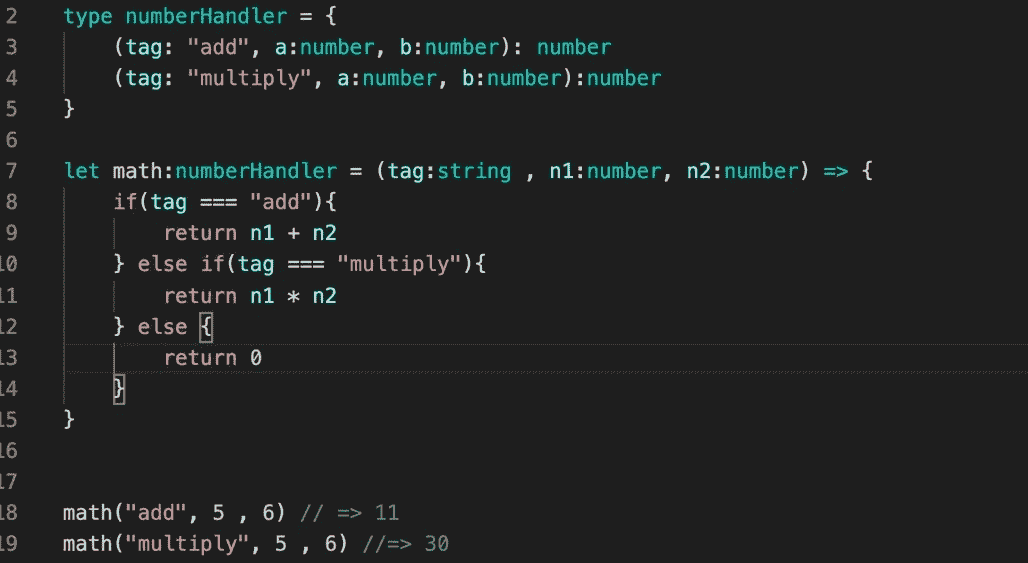 2 type numberHandler = {
3 (tag: "add", a:number, b:number): number
4 (tag: "multiply", a:number, b:number):number
5 }
6
7 let math:numberHandler = (tag:string , n1:number, n2:number) => {
8 if(tag === "add"){
9 return n1 + n2
10 } else if(tag === "multiply"){
11 return n1 * n2
12 } else {
13 return 0
14 }
15 }
16
17
18 math("add", 5 , 6) // => 11
19 math("multiply", 5 , 6) //=> 30